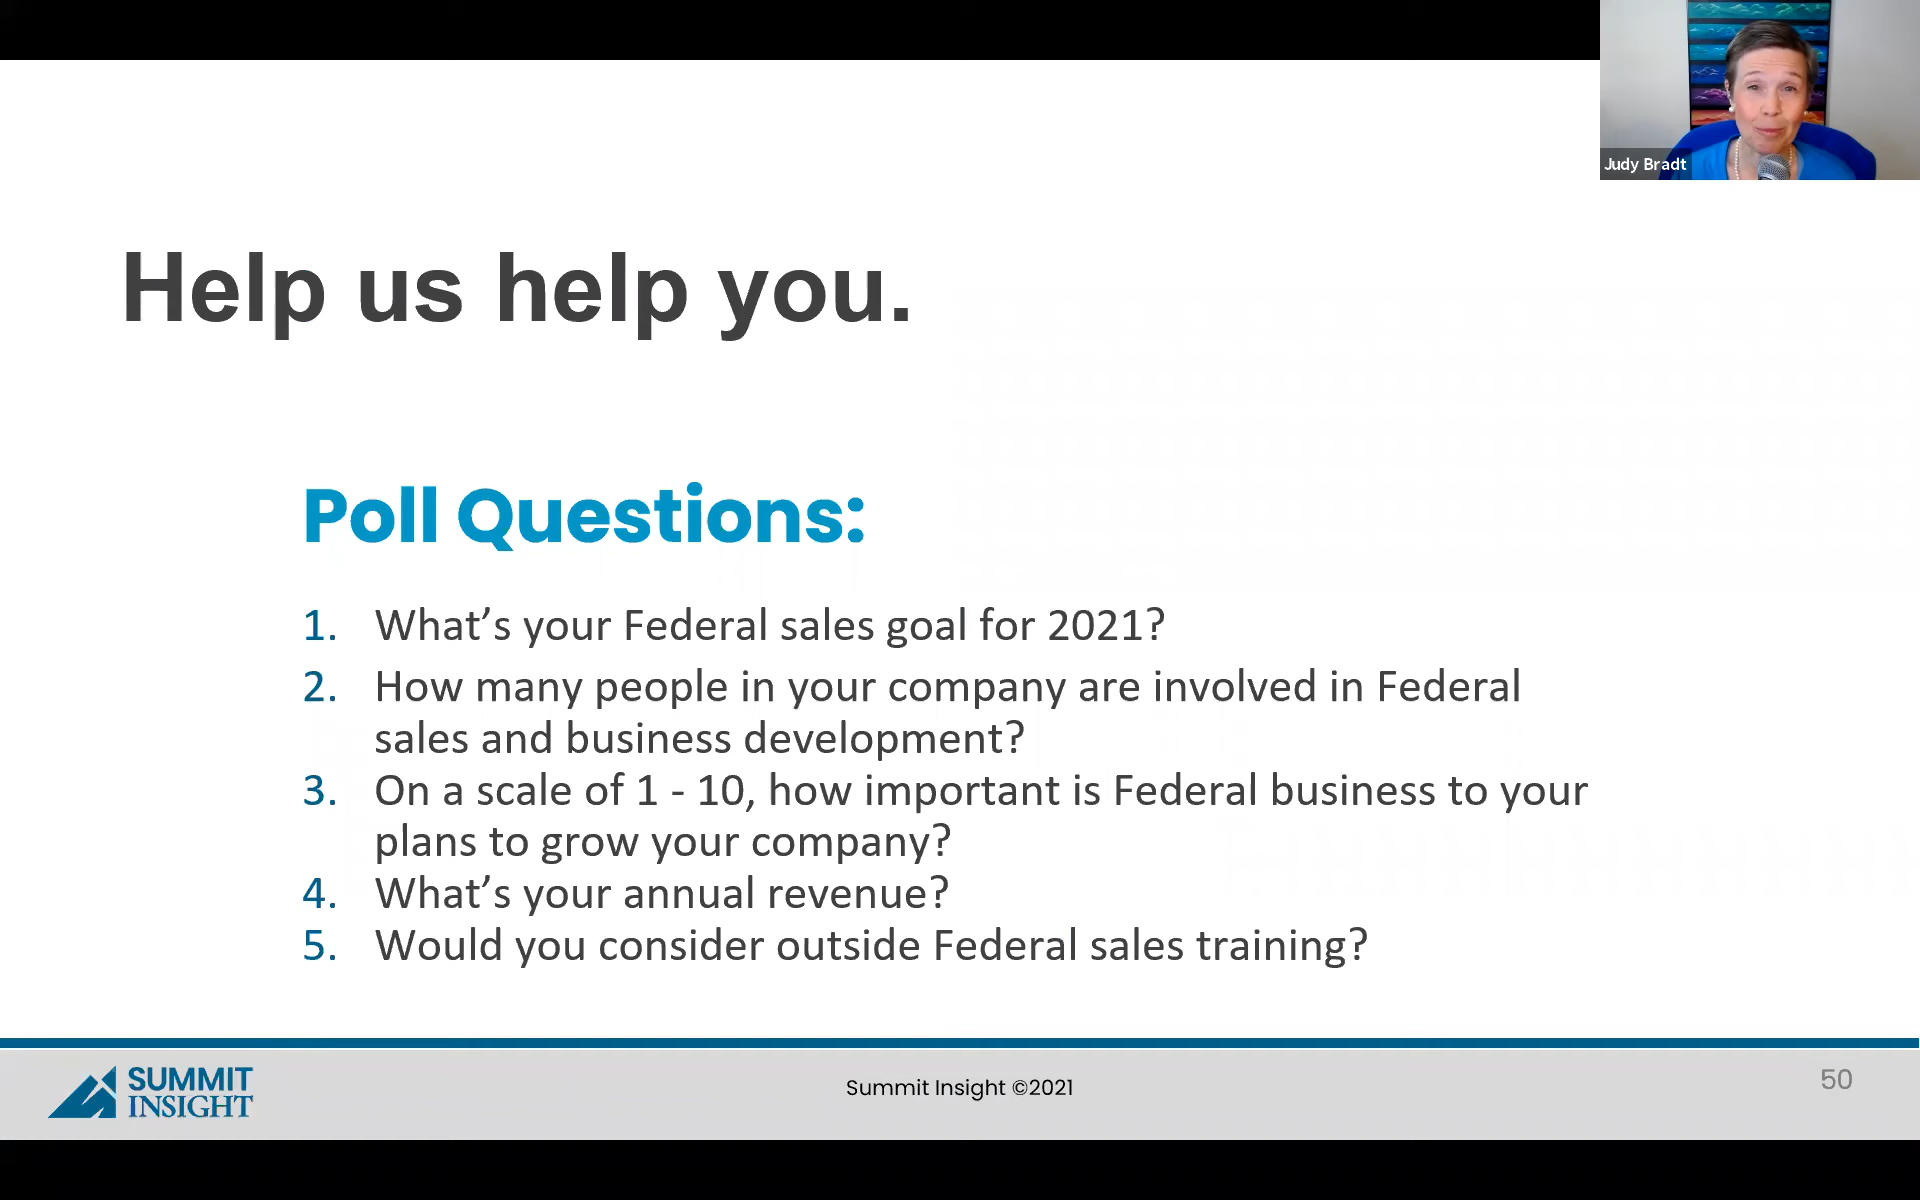 Judy Bradt
Help us help you.
Poll Questions:
1. What’s your Federal sales goal for 2021?
2. How many people in your company are involved in Federal
sales and business development?
3. On a scale of 1 - 10, how important is Federal business to your
plans to grow your company?
4. What’s your annual revenue?
5. Would you consider outside Federal sales training?
SUMMIT
INSIGHT
Summit Insight ©2021
50